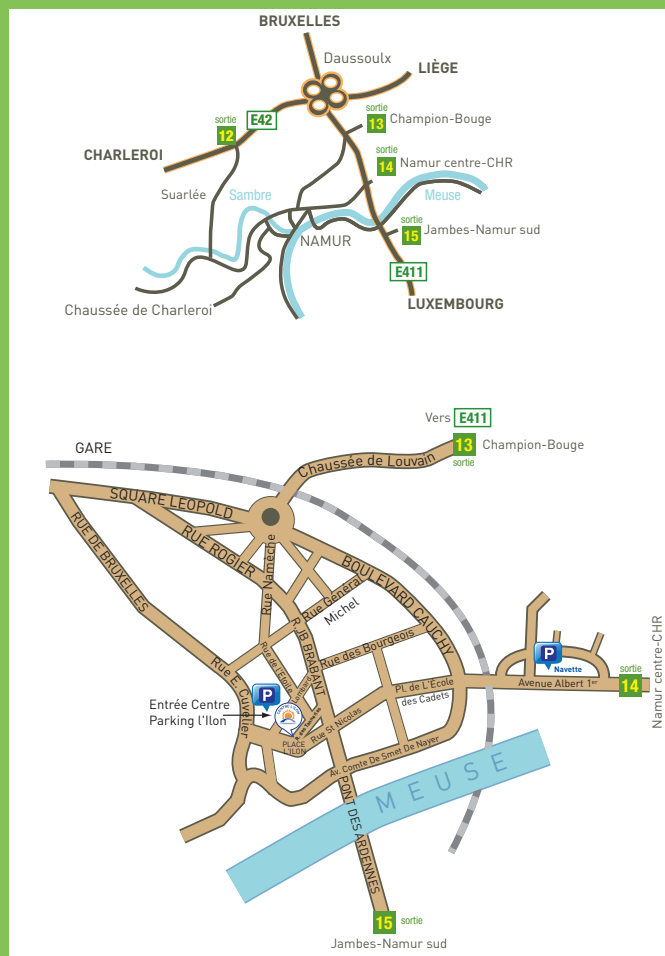 BRUXELLES
Daussoulx
LIÈGE
sortie
13
Champion-Bouge
E42
sortie
12
CHARLEROI
sortie
14
Namur centre-CHR
Suarlée
Sambre
Meuse
sortie
15
Jambes-Namur sud
NAMUR
E411
LUXEMBOURG
Chaussée de Charleroi
Vers E411
13
sortie
Champion-Bouge
GARE
Chaussée de Louvain
SQUARE LEOPOLD
RUE ROGIER
RUE DE BRUXELLES
Rue Namèche
BOULEVARD CAUCHY
Rue Général
Michel
R. JB BRABANT
Rue des Bourgeois
Rue de l'Etoile
Lombard
Rue E. Cuvelier
P
Navette
Avenue Albert 1er
sortie
14
Namur centre-CHR
Pl. de L'École
des Cadets
P
Entrée Centre
Parking l'Ilon
Rue St Nicolas
PLACE
L'ILON
Av. Comte De Smet De Nayer
MEUSE
PONT DES ARDENNES
15
sortie
Jambes-Namur sud